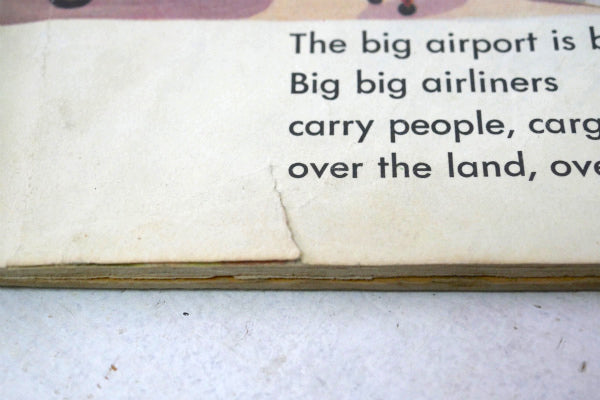 The big airport is
Big big airliners
carry people,
over the land,